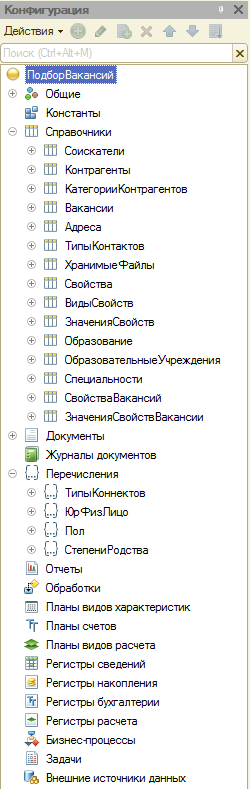 Конфигурация
Действия
Поиск (Ctrl+Alt+M)
ПодборВакансий
Общие
Константы
Справочники
Соискатели
Контрагенты
КатегорииКонтрагентов
Вакансии
Адреса
ТипыКонтактов
ХранимыеФайлы
Свойства
ВидыСвойств
ЗначенияСвойств
Образование
ОбразовательныеУчреждения
Специальности
СвойстваВакансий
ЗначенияСвойствВакансии
Документы
Журналы документов
Перечисления
ТипыКоннектов
ЮрФизЛицо
Пол
СтепениРодства
Отчеты
Обработки
Планы видов характеристик
Планы счетов
Планы видов расчета
Регистры сведений
Регистры накопления
Регистры бухгалтерии
Регистры расчета
Бизнес-процессы
Задачи
Внешние источники данных